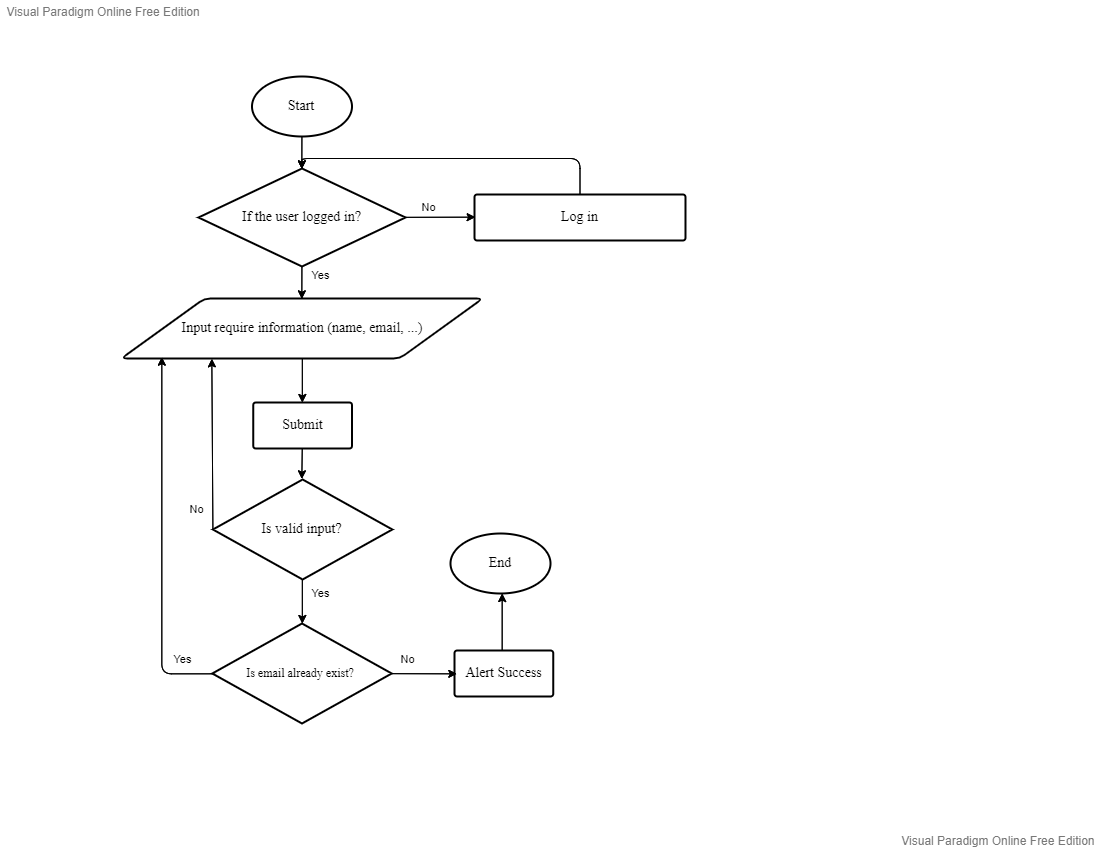 Visual Paradigm Online Free Edition
Start
If the user logged in?
No
Log in
Yes
Input require information (name, email, ...)
Submit
No
Is valid input?
End
Yes
Yes
Is email already exist?
No
Alert Success
Visual Paradigm Online Free Edition